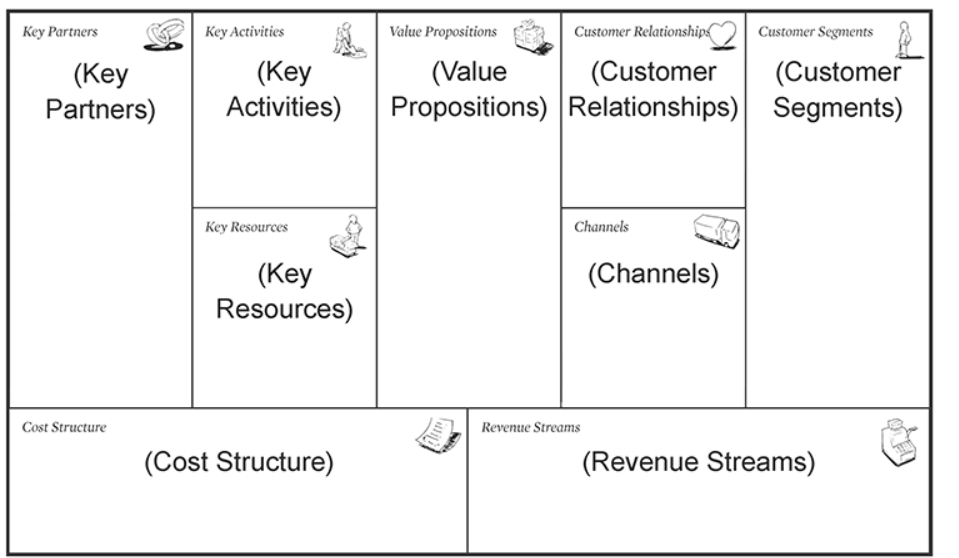 Key Partners
(Key
Partners)
Key Activities
(Key
Activities)
Key Resources
(Key
Resources)
Value Propositions
(Value
Propositions)
Customer Relationships
(Customer
Relationships)
Channels
(Channels)
Customer Segments
(Customer
Segments)
Cost Structure
(Cost Structure)
Revenue Streams
(Revenue Streams)